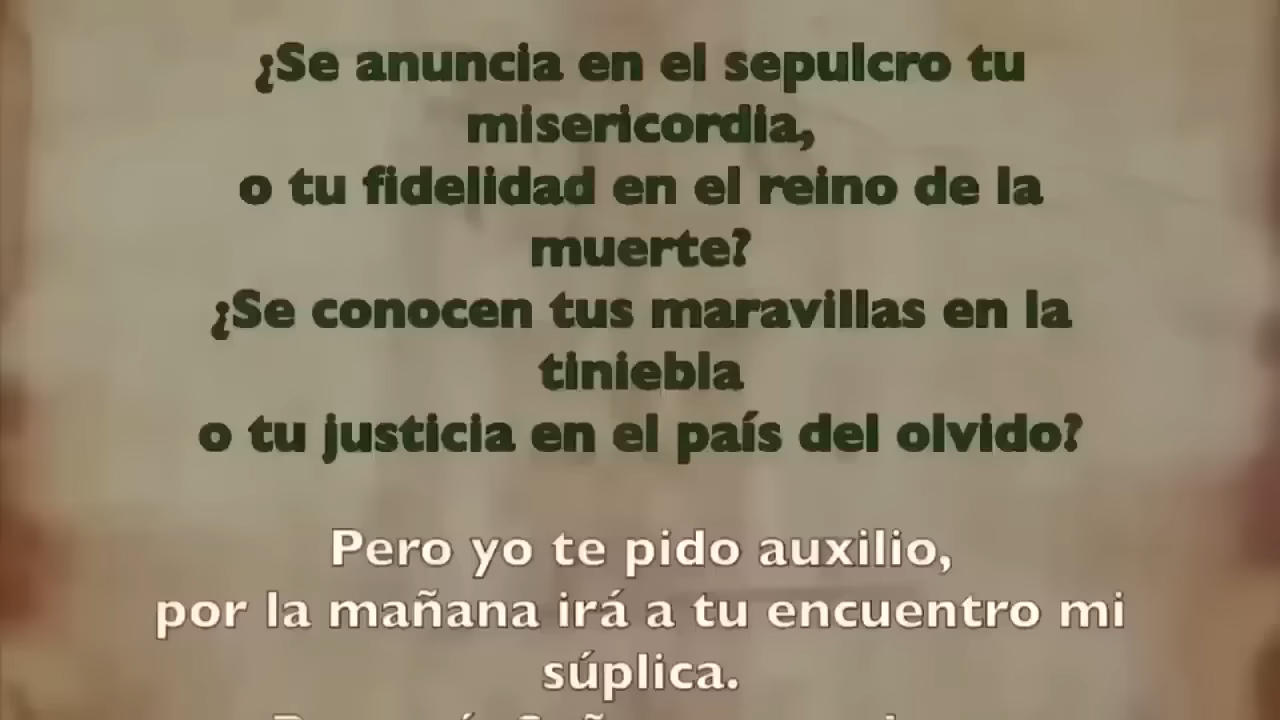 ¿Se anuncia en el sepulcro tu
misericordia,
o tu fidelidad en el reino de la
muerte?
¿Se conocen tus maravillas en la
tiniebla
o tu justicia en el país del olvido?
Pero yo te pido auxilio,
por la mañana irá a tu encuentro mi
súplica.